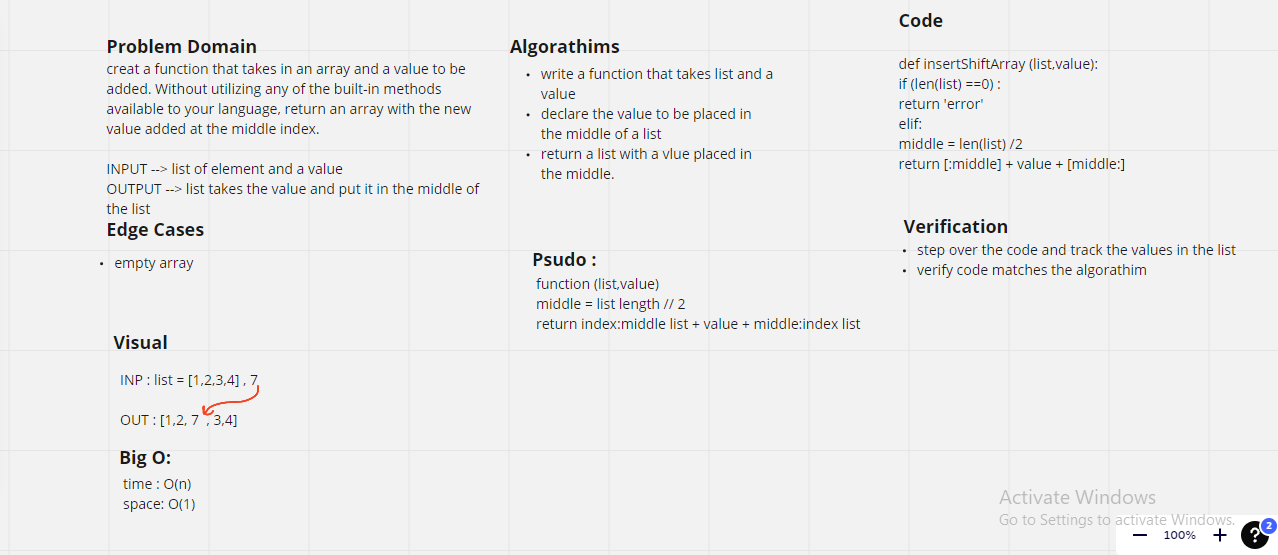 Problem Domain
creat a function that takes in an array and a value to be
added. Without utilizing any of the built-in methods
available to your language, return an array with the new
value added at the middle index.
INPUT --> list of element and a value
OUTPUT --> list takes the value and put it in the middle of
the list
Edge Cases
• empty array
Visual
INP : list = [1,2,3,4] , 7
OUT : [1,2, 7 , 3,4]
Big O:
time : O(n)
space: O(1)
Algorathims
• write a function that takes list and a
value
• declare the value to be placed in
the middle of a list
• return a list with a vlue placed in
the middle.
Psudo :
function (list,value)
middle = list length // 2
return index:middle list + value + middle:index list
Code
def insertShiftArray (list,value):
if (len(list) ==0) :
return 'error'
elif:
middle = len(list) /2
return [:middle] + value + [middle:]
Verification
• step over the code and track the values in the list
• verify code matches the algorathim
Activate Windows
Go to Settings to activate Windows.
— 100% + ? 2